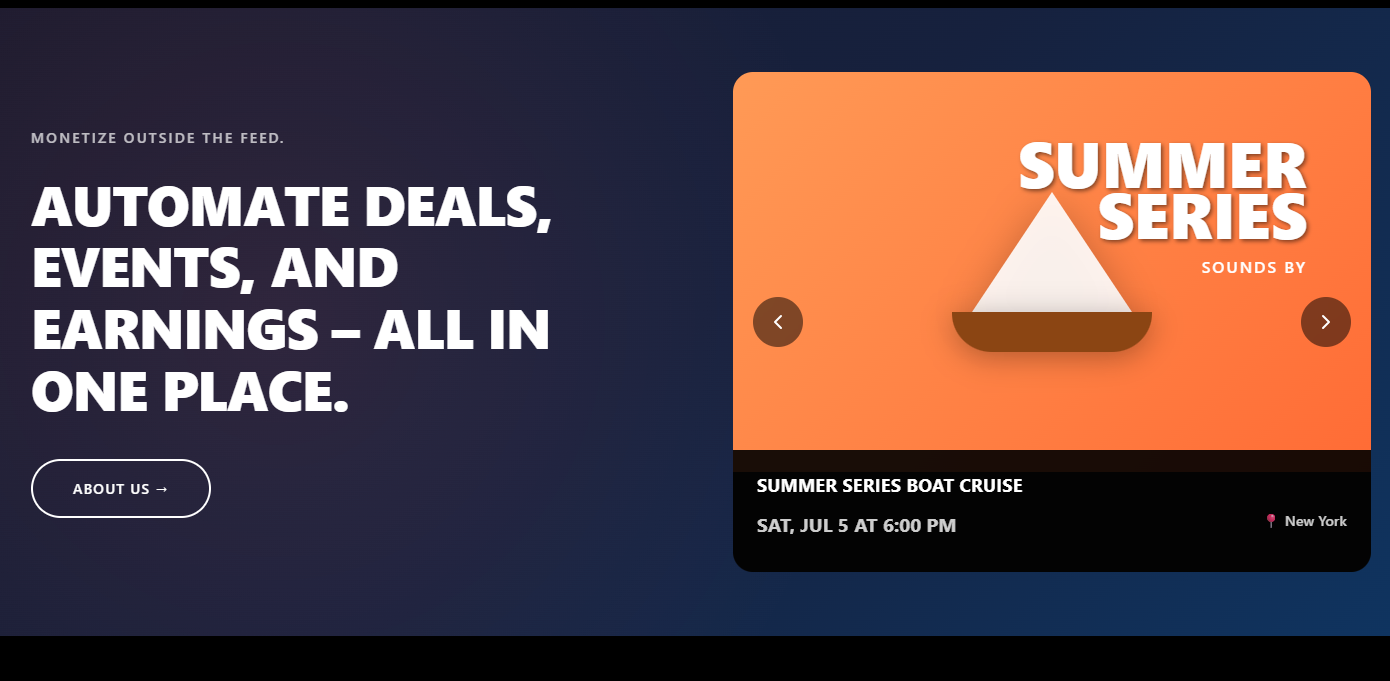 MONETIZE OUTSIDE THE FEED.
AUTOMATE DEALS,
EVENTS, AND
EARNINGS – ALL IN
ONE PLACE.
ABOUT US →
SUMMER
SERIES
SOUNDS BY
SUMMER SERIES BOAT CRUISE
SAT, JUL 5 AT 6:00 PM
📍 New York